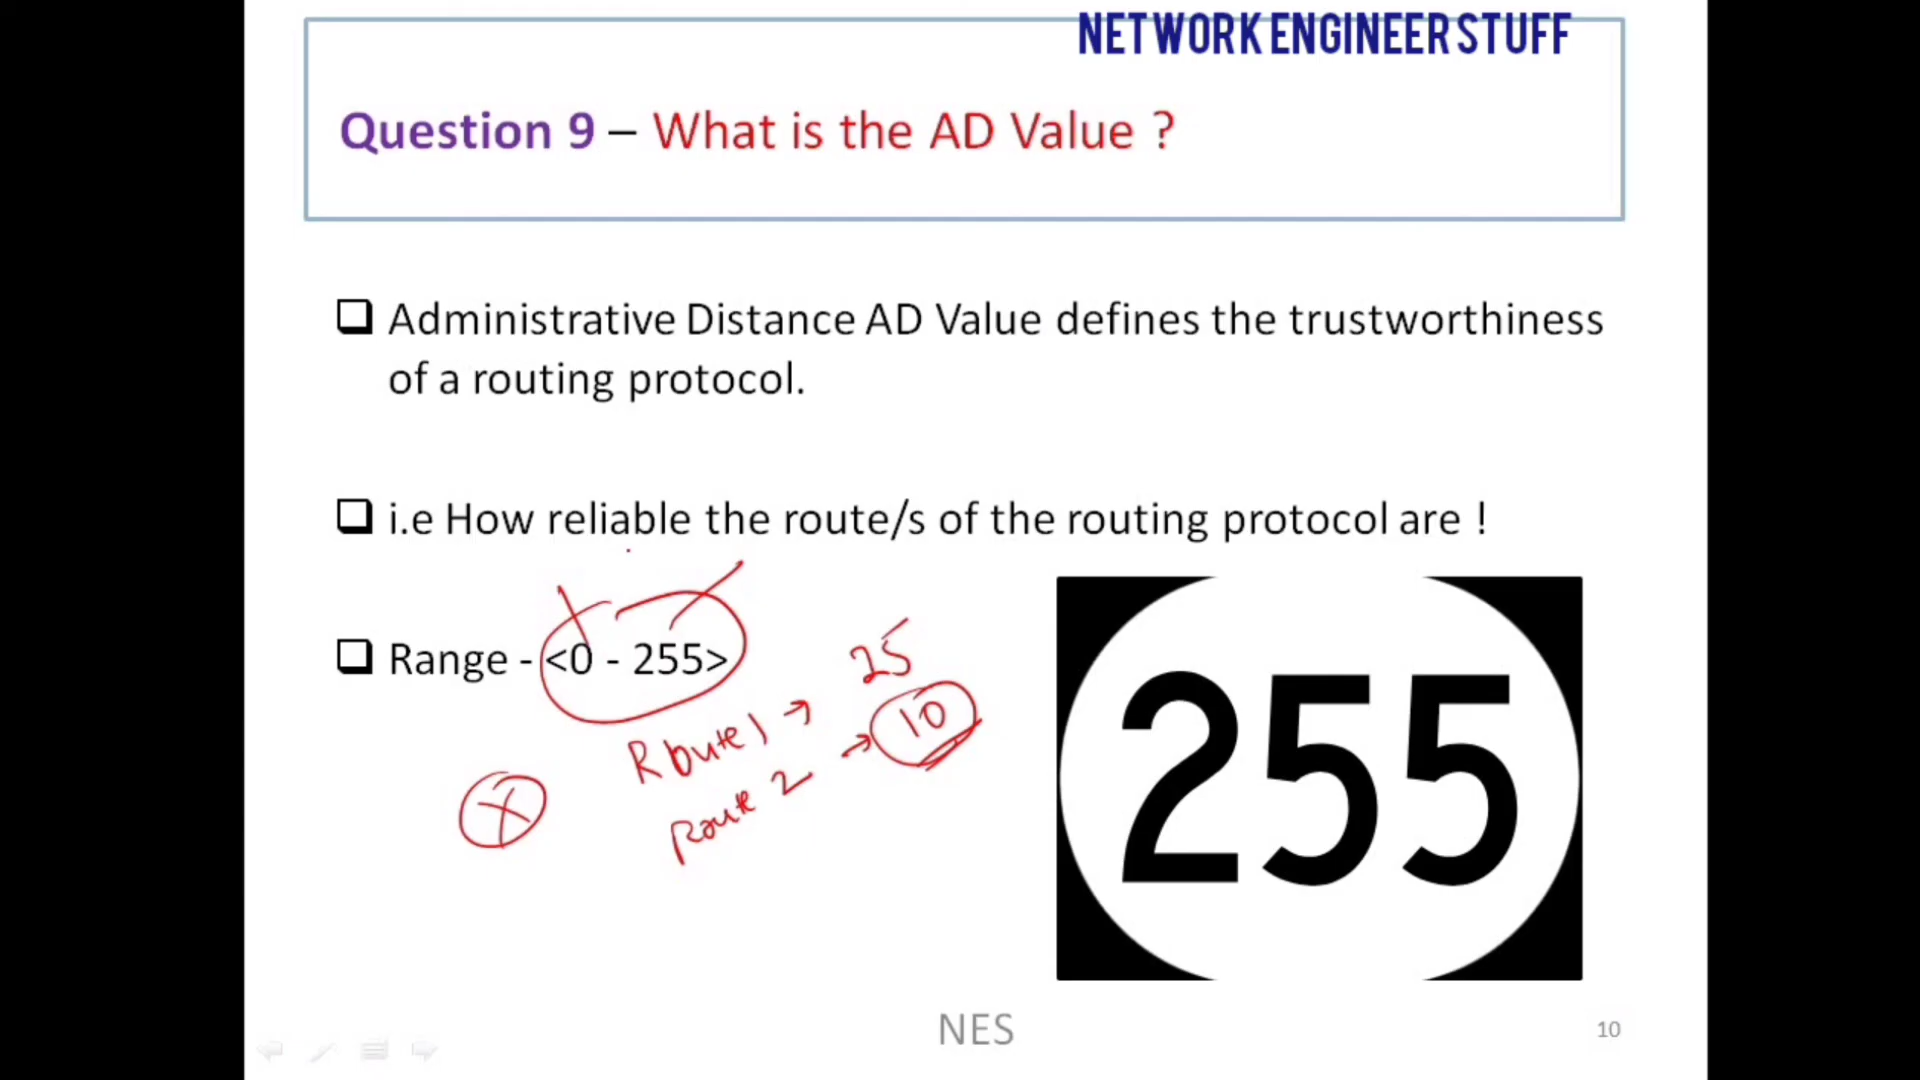 NETWORK ENGINEER STUFF
Question 9 – What is the AD Value ?
❑ Administrative Distance AD Value defines the trustworthiness
of a routing protocol.
❑ i.e How reliable the route/s of the routing protocol are !
❑ Range - <0 - 255>
Route 1 → 25
Route 2 → 10
X
255
NES
10